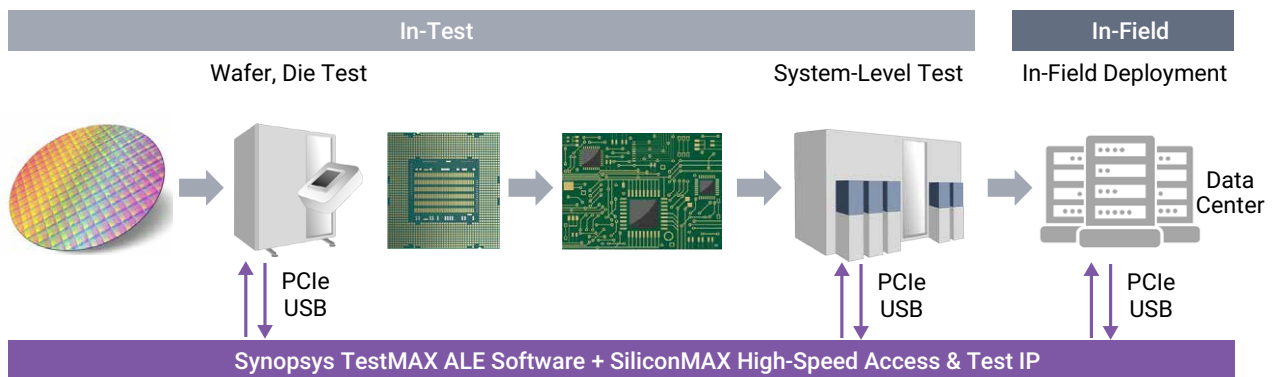 In-Test
In-Field
Wafer, Die Test
System-Level Test
In-Field Deployment
Data
Center
PCIe
USB
PCIe
USB
PCIe
USB
Synopsys TestMAX ALE Software + SiliconMAX High-Speed Access & Test IP